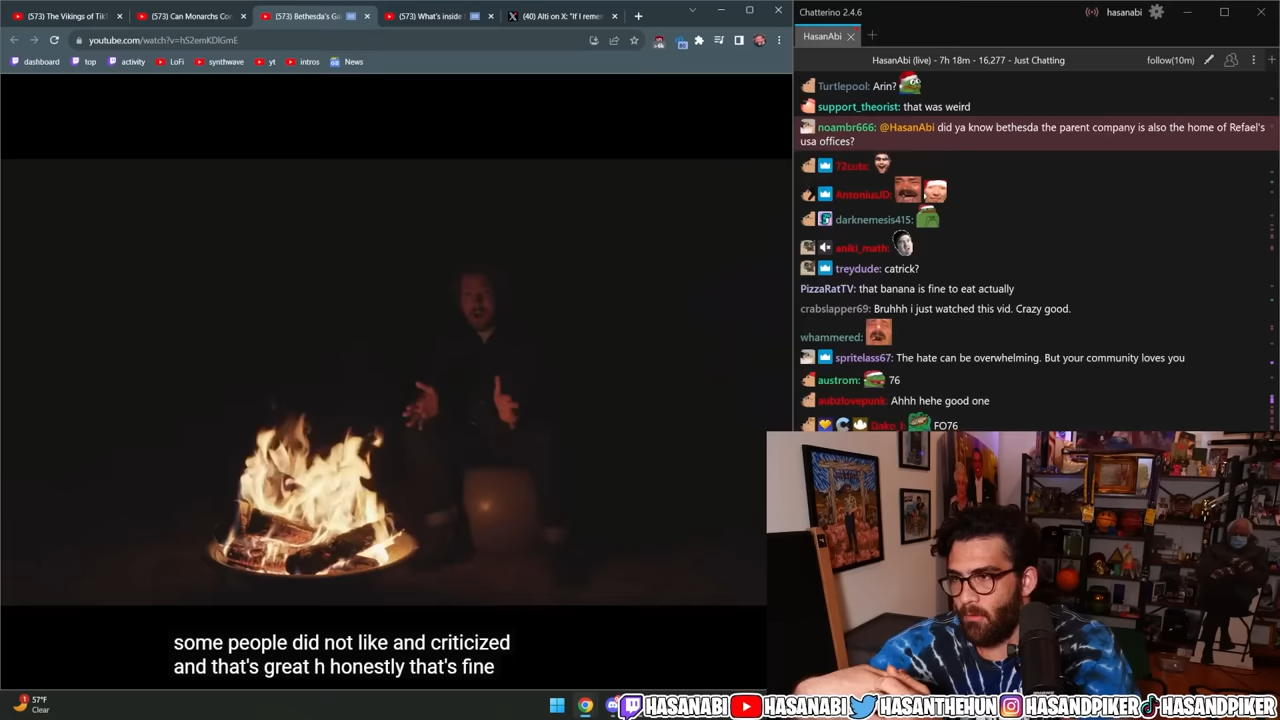 (573) The Vikings of Tik
(573) Can Monarchs Co
(573) Bethesda's Ga
(573) What's inside
(40) Alti on X: "If I reme
youtube.com/watch?v=hS2emKDlGmE
dashboard
top
activity
LoFi
synthwave
yt
intros
News
some people did not like and criticized
and that's great h honestly that's fine
57°F
Clear
Chatterino 2.4.6
hasanabi
HasanAbi
HasanAbi (live) - 7h 18m - 16,277 - Just Chatting
follow(10m)
Turtlepool: Arin?
support_theorist: that was weird
noambr666: @HasanAbi did ya know bethesda the parent company is also the home of Refael's
usa offices?
AntoniusJD:
darknemesis415:
aniki_math:
treydude: catrick?
PizzaRatTV: that banana is fine to eat actually
crabslapper69: Bruhhh i just watched this vid. Crazy good.
whammered:
spritelass67: The hate can be overwhelming. But your community loves you
austrom: 76
aubzlovepunk: Ahhh hehe good one
FO76
HASANABI
HASANABI
HASANTHEHUN
HASANDPIKER
HASANDPIKER